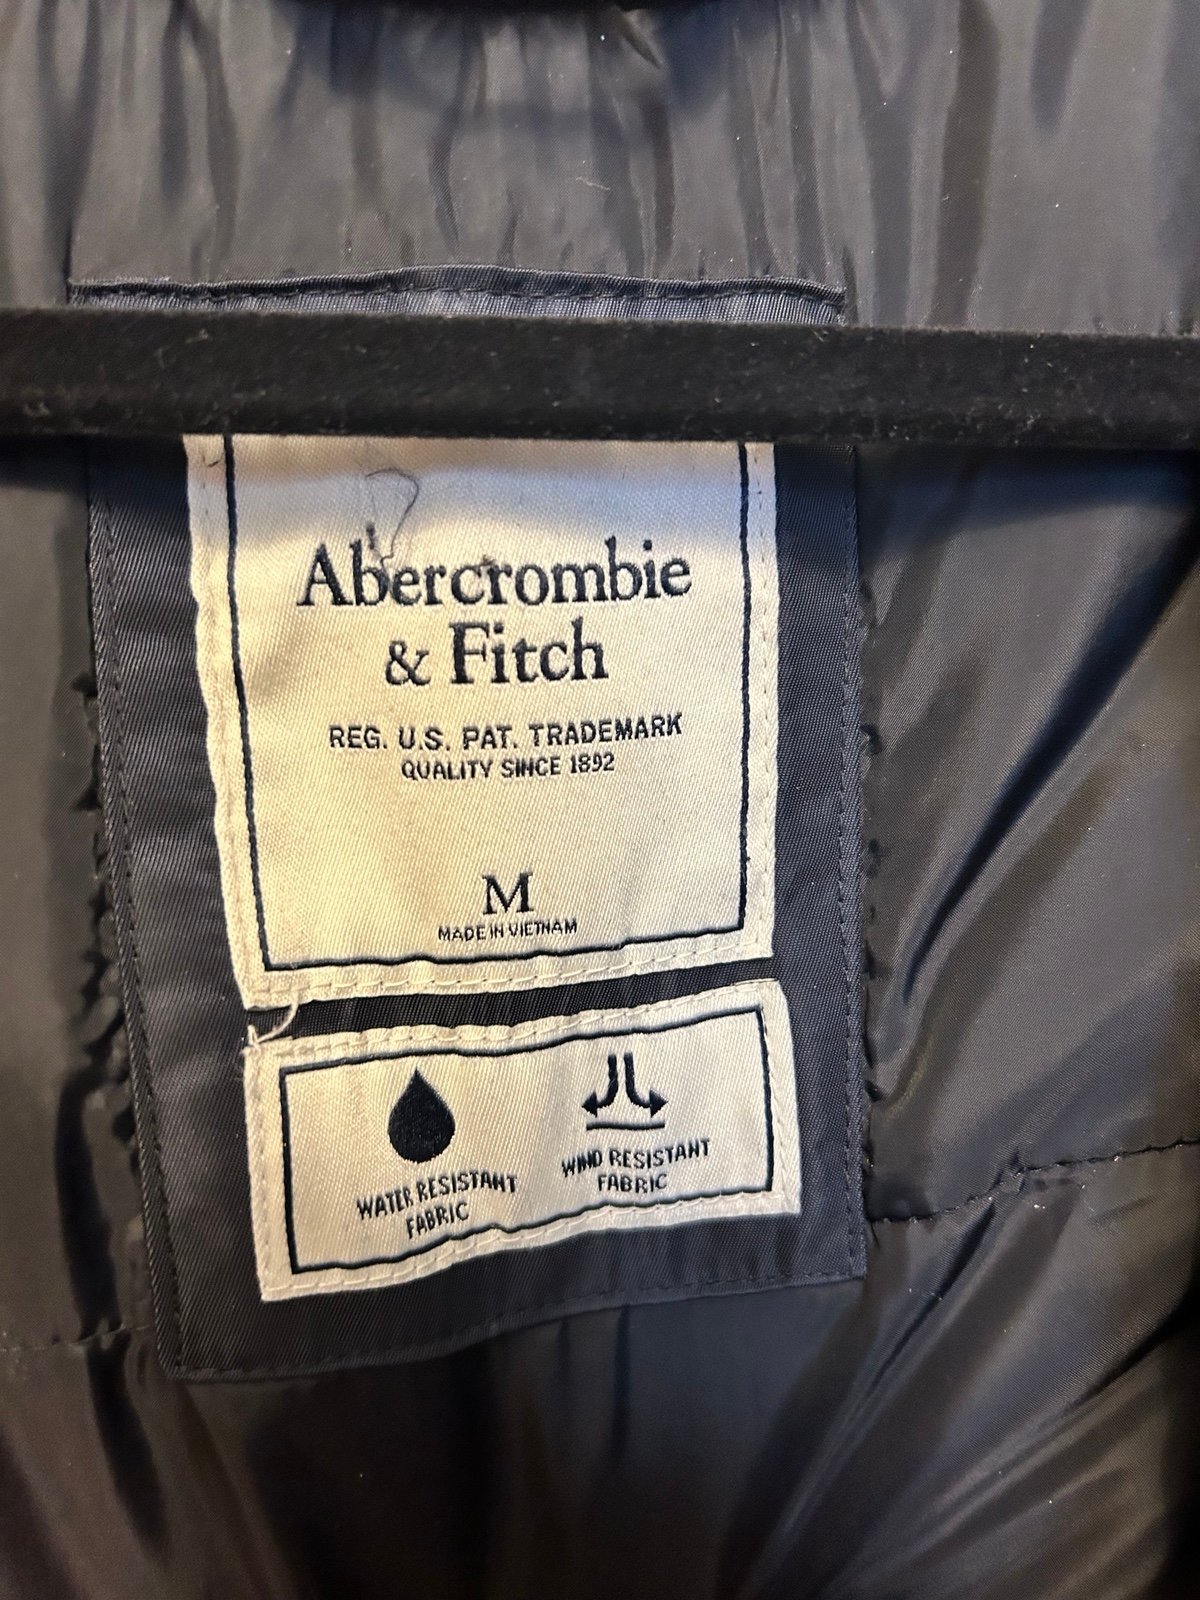 Abercrombie
& Fitch
REG. U.S. PAT. TRADEMARK
QUALITY SINCE 1892
M
MADE IN VIETNAM
WATER RESISTANT
FABRIC
WIND RESISTANT
FABRIC